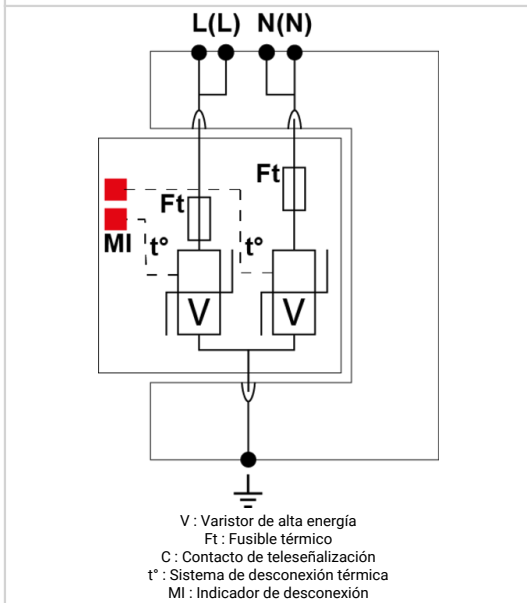 L(L) N(N)
Ft
Ft
MI t° t°
V V
V : Varistor de alta energía
Ft : Fusible térmico
C : Contacto de teleseñalización
t° : Sistema de desconexión térmica
MI : Indicador de desconexión